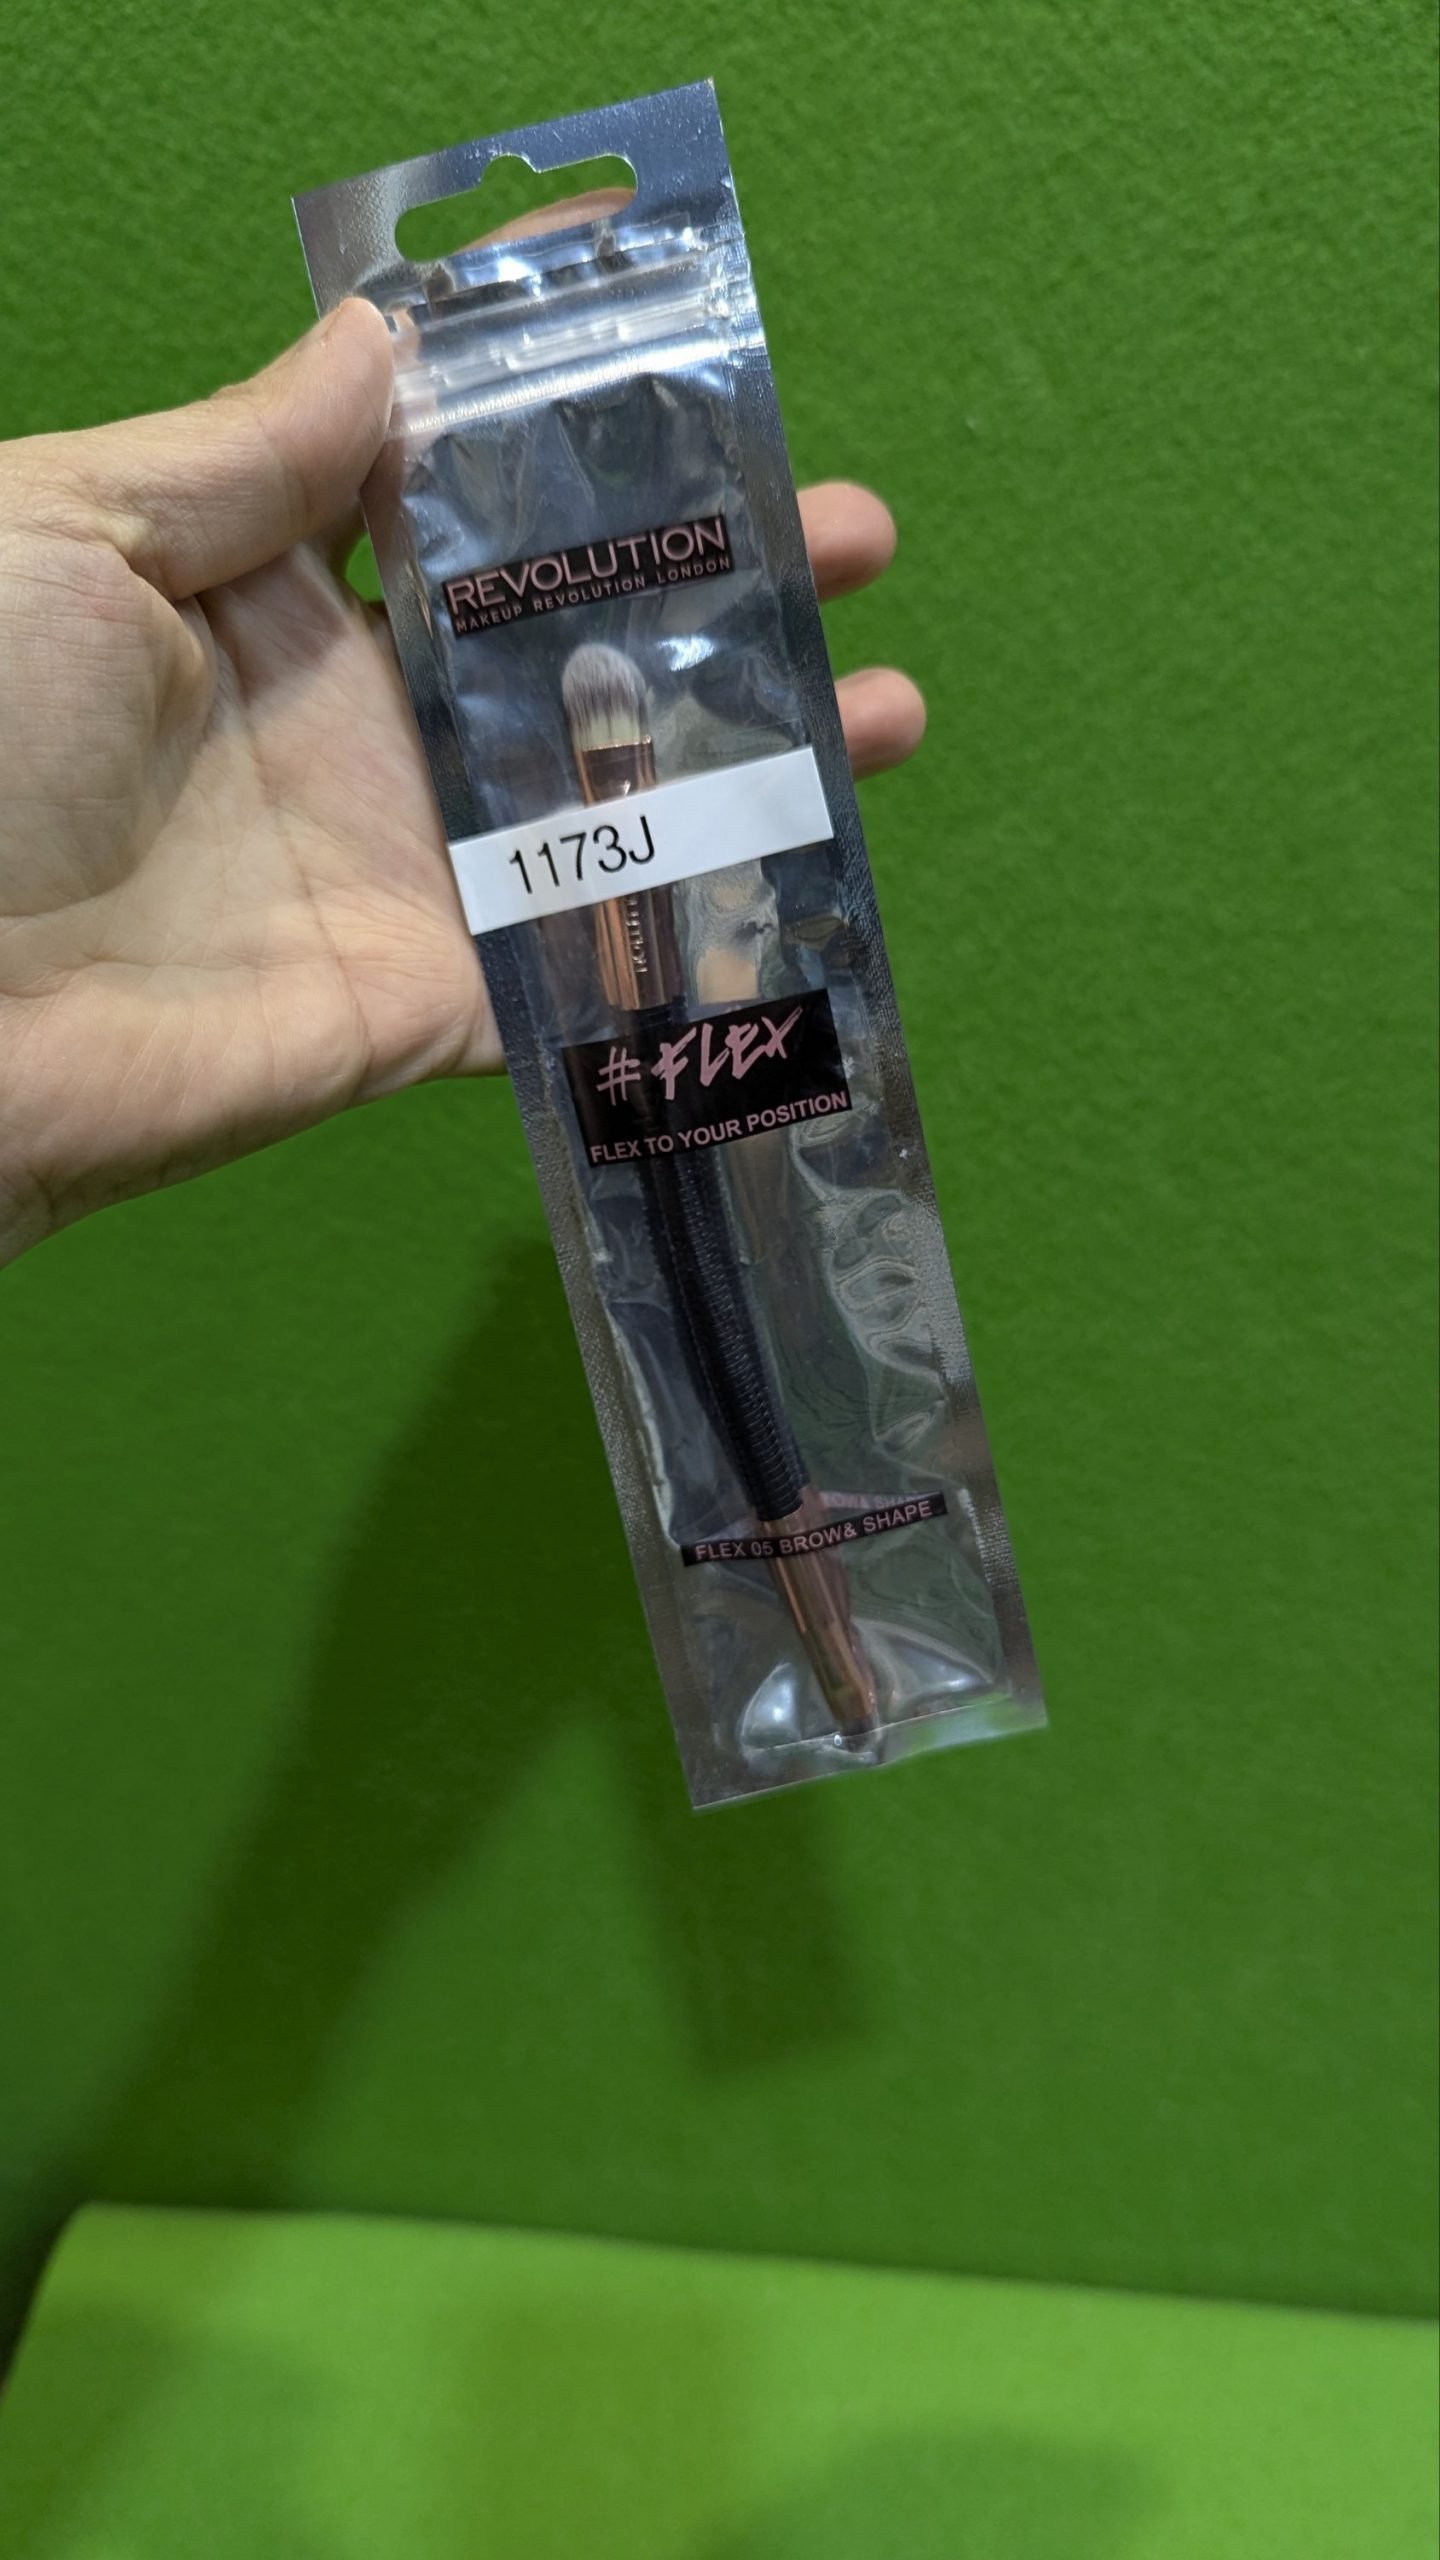 REVOLUTION
MAKEUP REVOLUTION LONDON
1173J
#FLEX
FLEX TO YOUR POSITION
FLEX 05 BROW& SHAPE